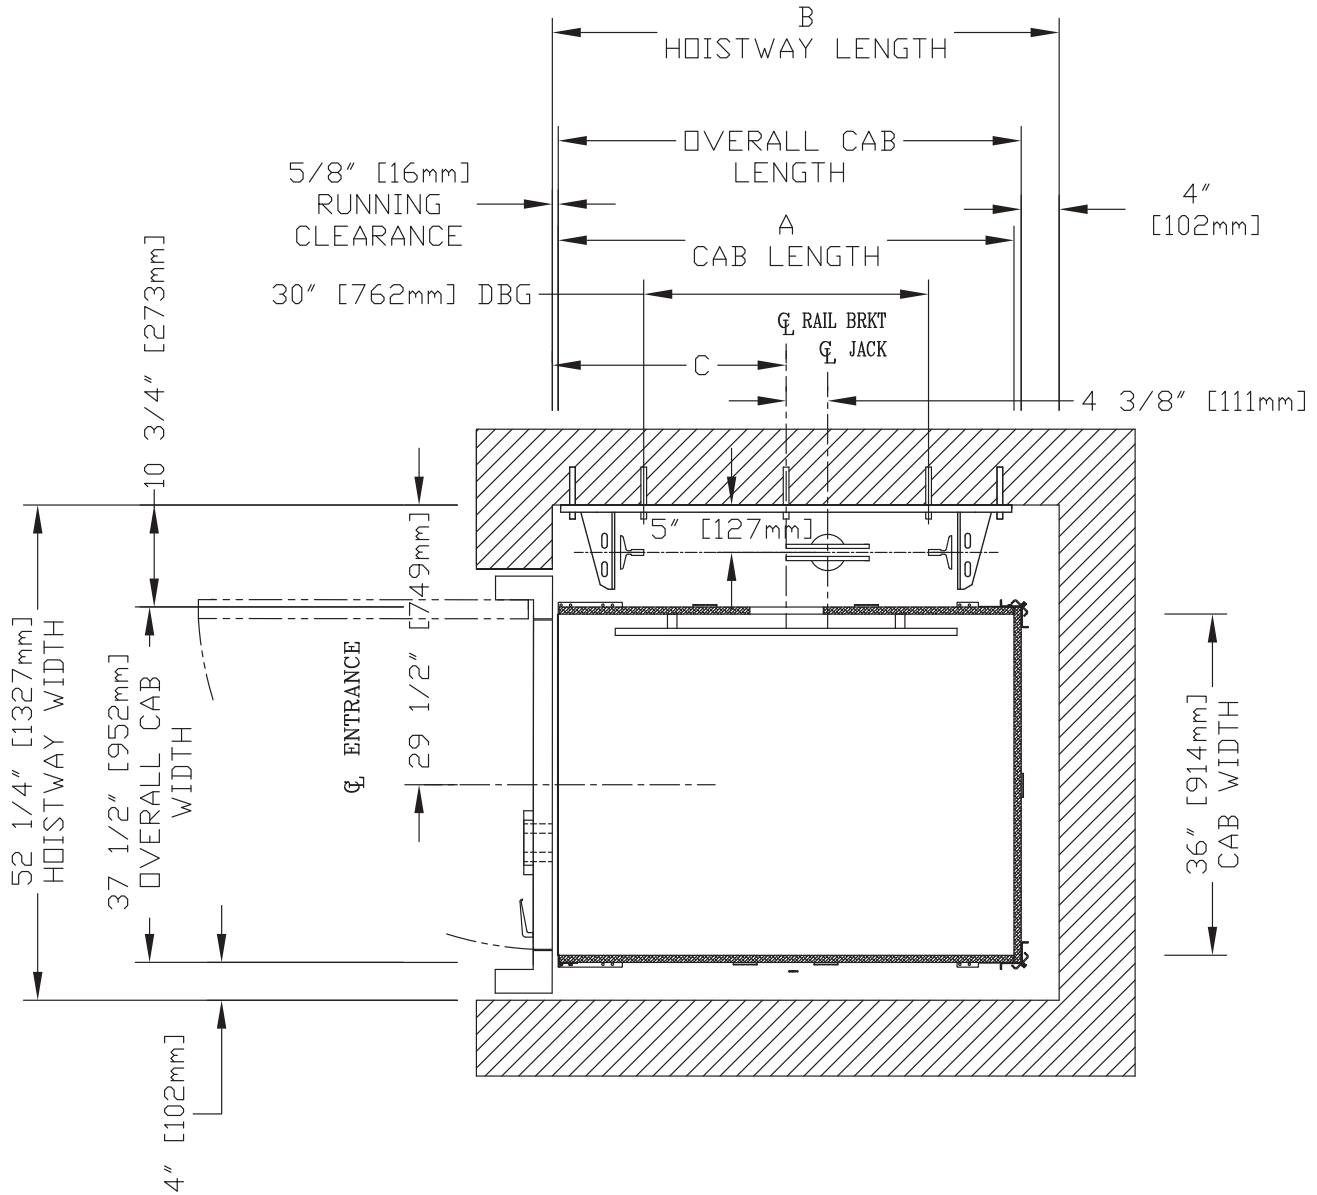 B
HOISTWAY LENGTH
OVERALL CAB
LENGTH
5/8" [16mm]
RUNNING
CLEARANCE
4"
[102mm]
A
CAB LENGTH
30" [762mm] DBG
℄ RAIL BRKT
℄ JACK
C
4 3/8" [111mm]
10 3/4" [273mm]
5" [127mm]
29 1/2" [749mm]
℄ ENTRANCE
52 1/4" [1327mm]
HOISTWAY WIDTH
37 1/2" [952mm]
OVERALL CAB
WIDTH
36" [914mm]
CAB WIDTH
4" [102mm]